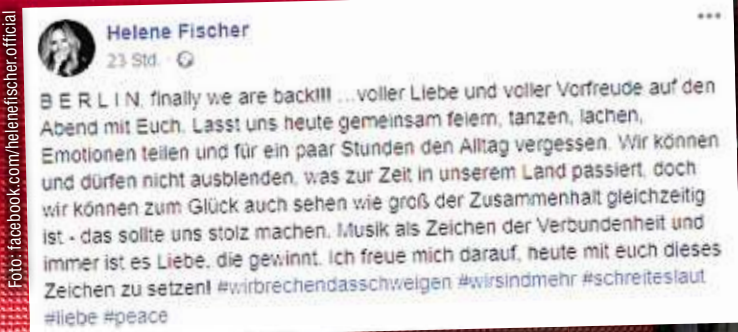 Foto: facebook.com/helenefischer.official
Helene Fischer
23 Std.
B E R L I N, finally we are back!!! ...voller Liebe und voller Vorfreude auf den
Abend mit Euch. Lasst uns heute gemeinsam feiern, tanzen, lachen,
Emotionen teilen und für ein paar Stunden den Alltag vergessen. Wir können
und dürfen nicht ausblenden, was zur Zeit in unserem Land passiert, doch
wir können zum Glück auch sehen wie groß der Zusammenhalt gleichzeitig
ist - das sollte uns stolz machen. Musik als Zeichen der Verbundenheit und
immer ist es Liebe, die gewinnt. Ich freue mich darauf, heute mit euch dieses
Zeichen zu setzen! #wirbrechendasschweigen #wirsindmehr #schreiteslaut
#liebe #peace